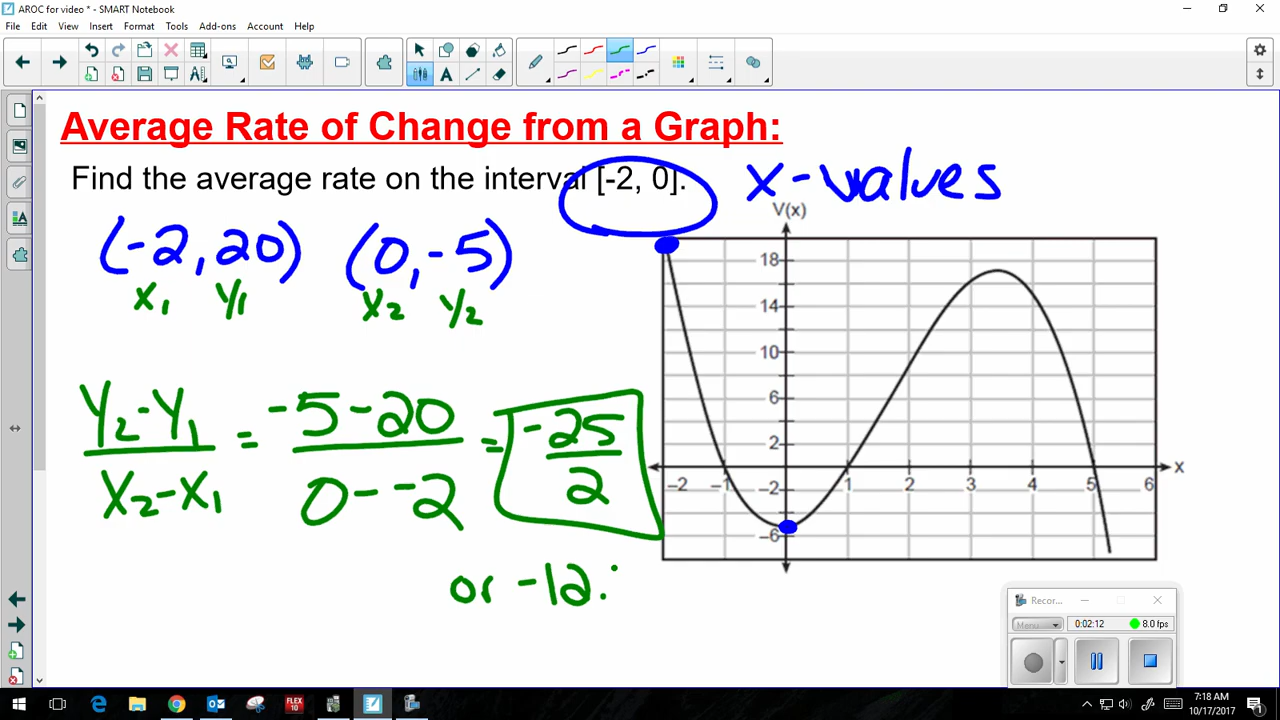 AROC for video * - SMART Notebook
File Edit View Insert Format Tools Add-ons Account Help
Average Rate of Change from a Graph:
Find the average rate on the interval [-2, 0].
x-values
(-2, 20) (0, -5)
x1 y1 x2 y2
V(x)
18
14
10
6
2
-2 -1 1 2 3 4 5 6 x
-2
-6
Y2-Y1 / X2-X1 = -5-20 / 0--2 = -25 / 2
or -12.
Recor...
Menu 0:02:12 8.0 fps
FLEX 10
7:18 AM
10/17/2017
1